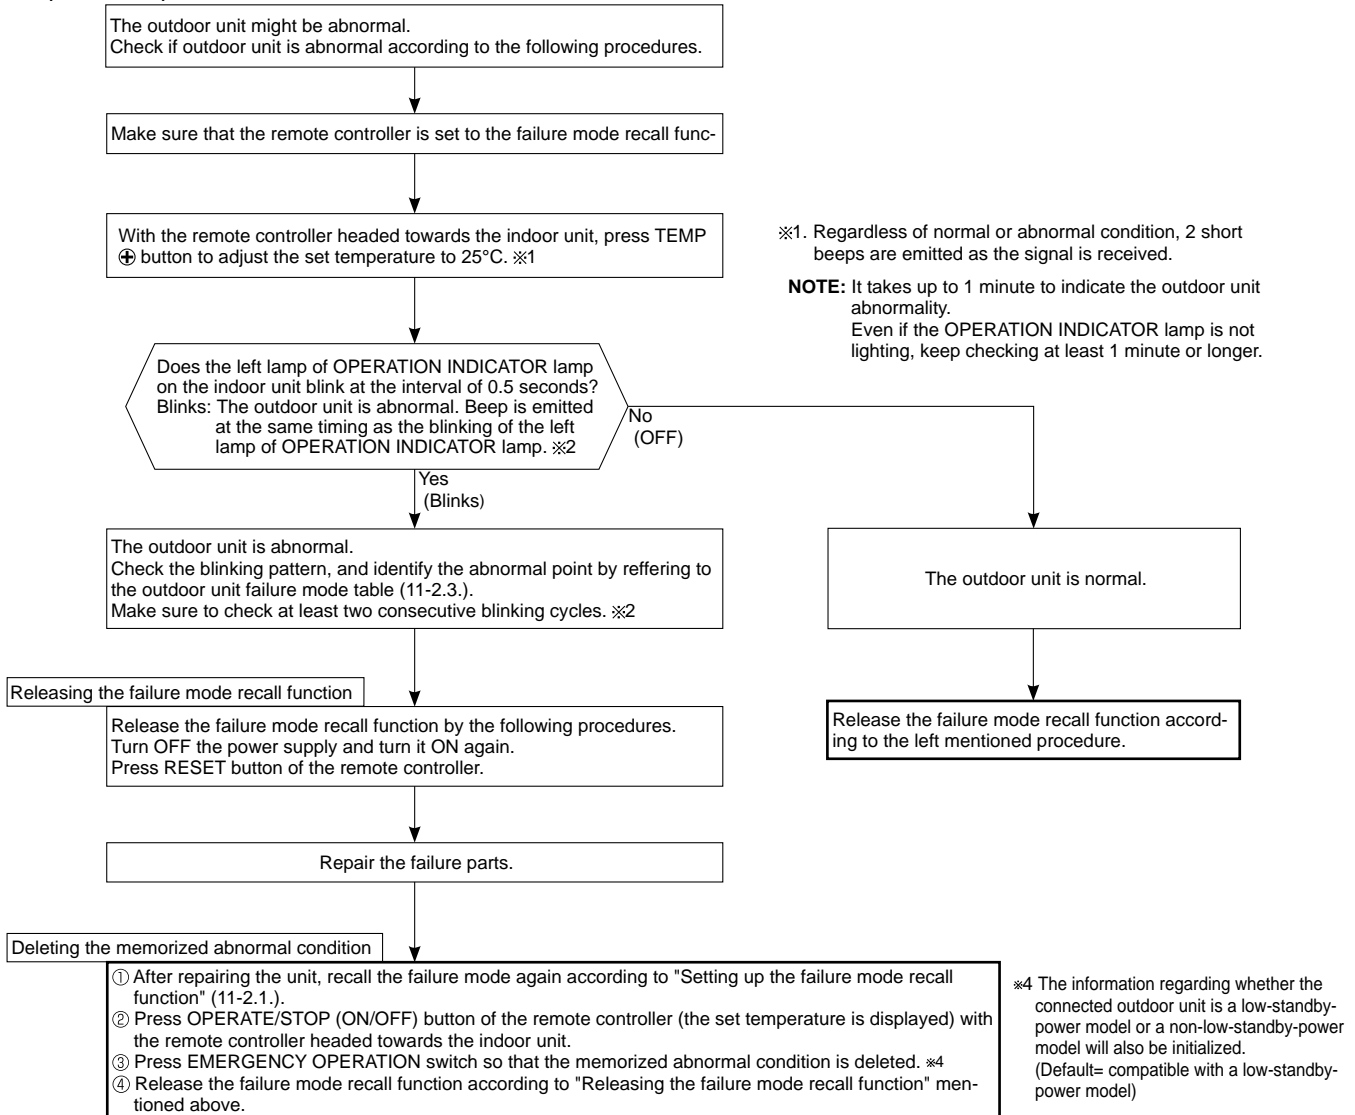 The outdoor unit might be abnormal.
Check if outdoor unit is abnormal according to the following procedures.
Make sure that the remote controller is set to the failure mode recall func-
With the remote controller headed towards the indoor unit, press TEMP
⊕ button to adjust the set temperature to 25°C. ※1
※1. Regardless of normal or abnormal condition, 2 short
beeps are emitted as the signal is received.
NOTE: It takes up to 1 minute to indicate the outdoor unit
abnormality.
Even if the OPERATION INDICATOR lamp is not
lighting, keep checking at least 1 minute or longer.
Does the left lamp of OPERATION INDICATOR lamp
on the indoor unit blink at the interval of 0.5 seconds?
Blinks: The outdoor unit is abnormal. Beep is emitted
at the same timing as the blinking of the left
lamp of OPERATION INDICATOR lamp. ※2
No
(OFF)
Yes
(Blinks)
The outdoor unit is abnormal.
Check the blinking pattern, and identify the abnormal point by reffering to
the outdoor unit failure mode table (11-2.3.).
Make sure to check at least two consecutive blinking cycles. ※2
The outdoor unit is normal.
Releasing the failure mode recall function
Release the failure mode recall function by the following procedures.
Turn OFF the power supply and turn it ON again.
Press RESET button of the remote controller.
Release the failure mode recall function accord-
ing to the left mentioned procedure.
Repair the failure parts.
Deleting the memorized abnormal condition
① After repairing the unit, recall the failure mode again according to "Setting up the failure mode recall
function" (11-2.1.).
② Press OPERATE/STOP (ON/OFF) button of the remote controller (the set temperature is displayed) with
the remote controller headed towards the indoor unit.
③ Press EMERGENCY OPERATION switch so that the memorized abnormal condition is deleted. ※4
④ Release the failure mode recall function according to "Releasing the failure mode recall function" men-
tioned above.
※4 The information regarding whether the
connected outdoor unit is a low-standby-
power model or a non-low-standby-power
model will also be initialized.
(Default= compatible with a low-standby-
power model)